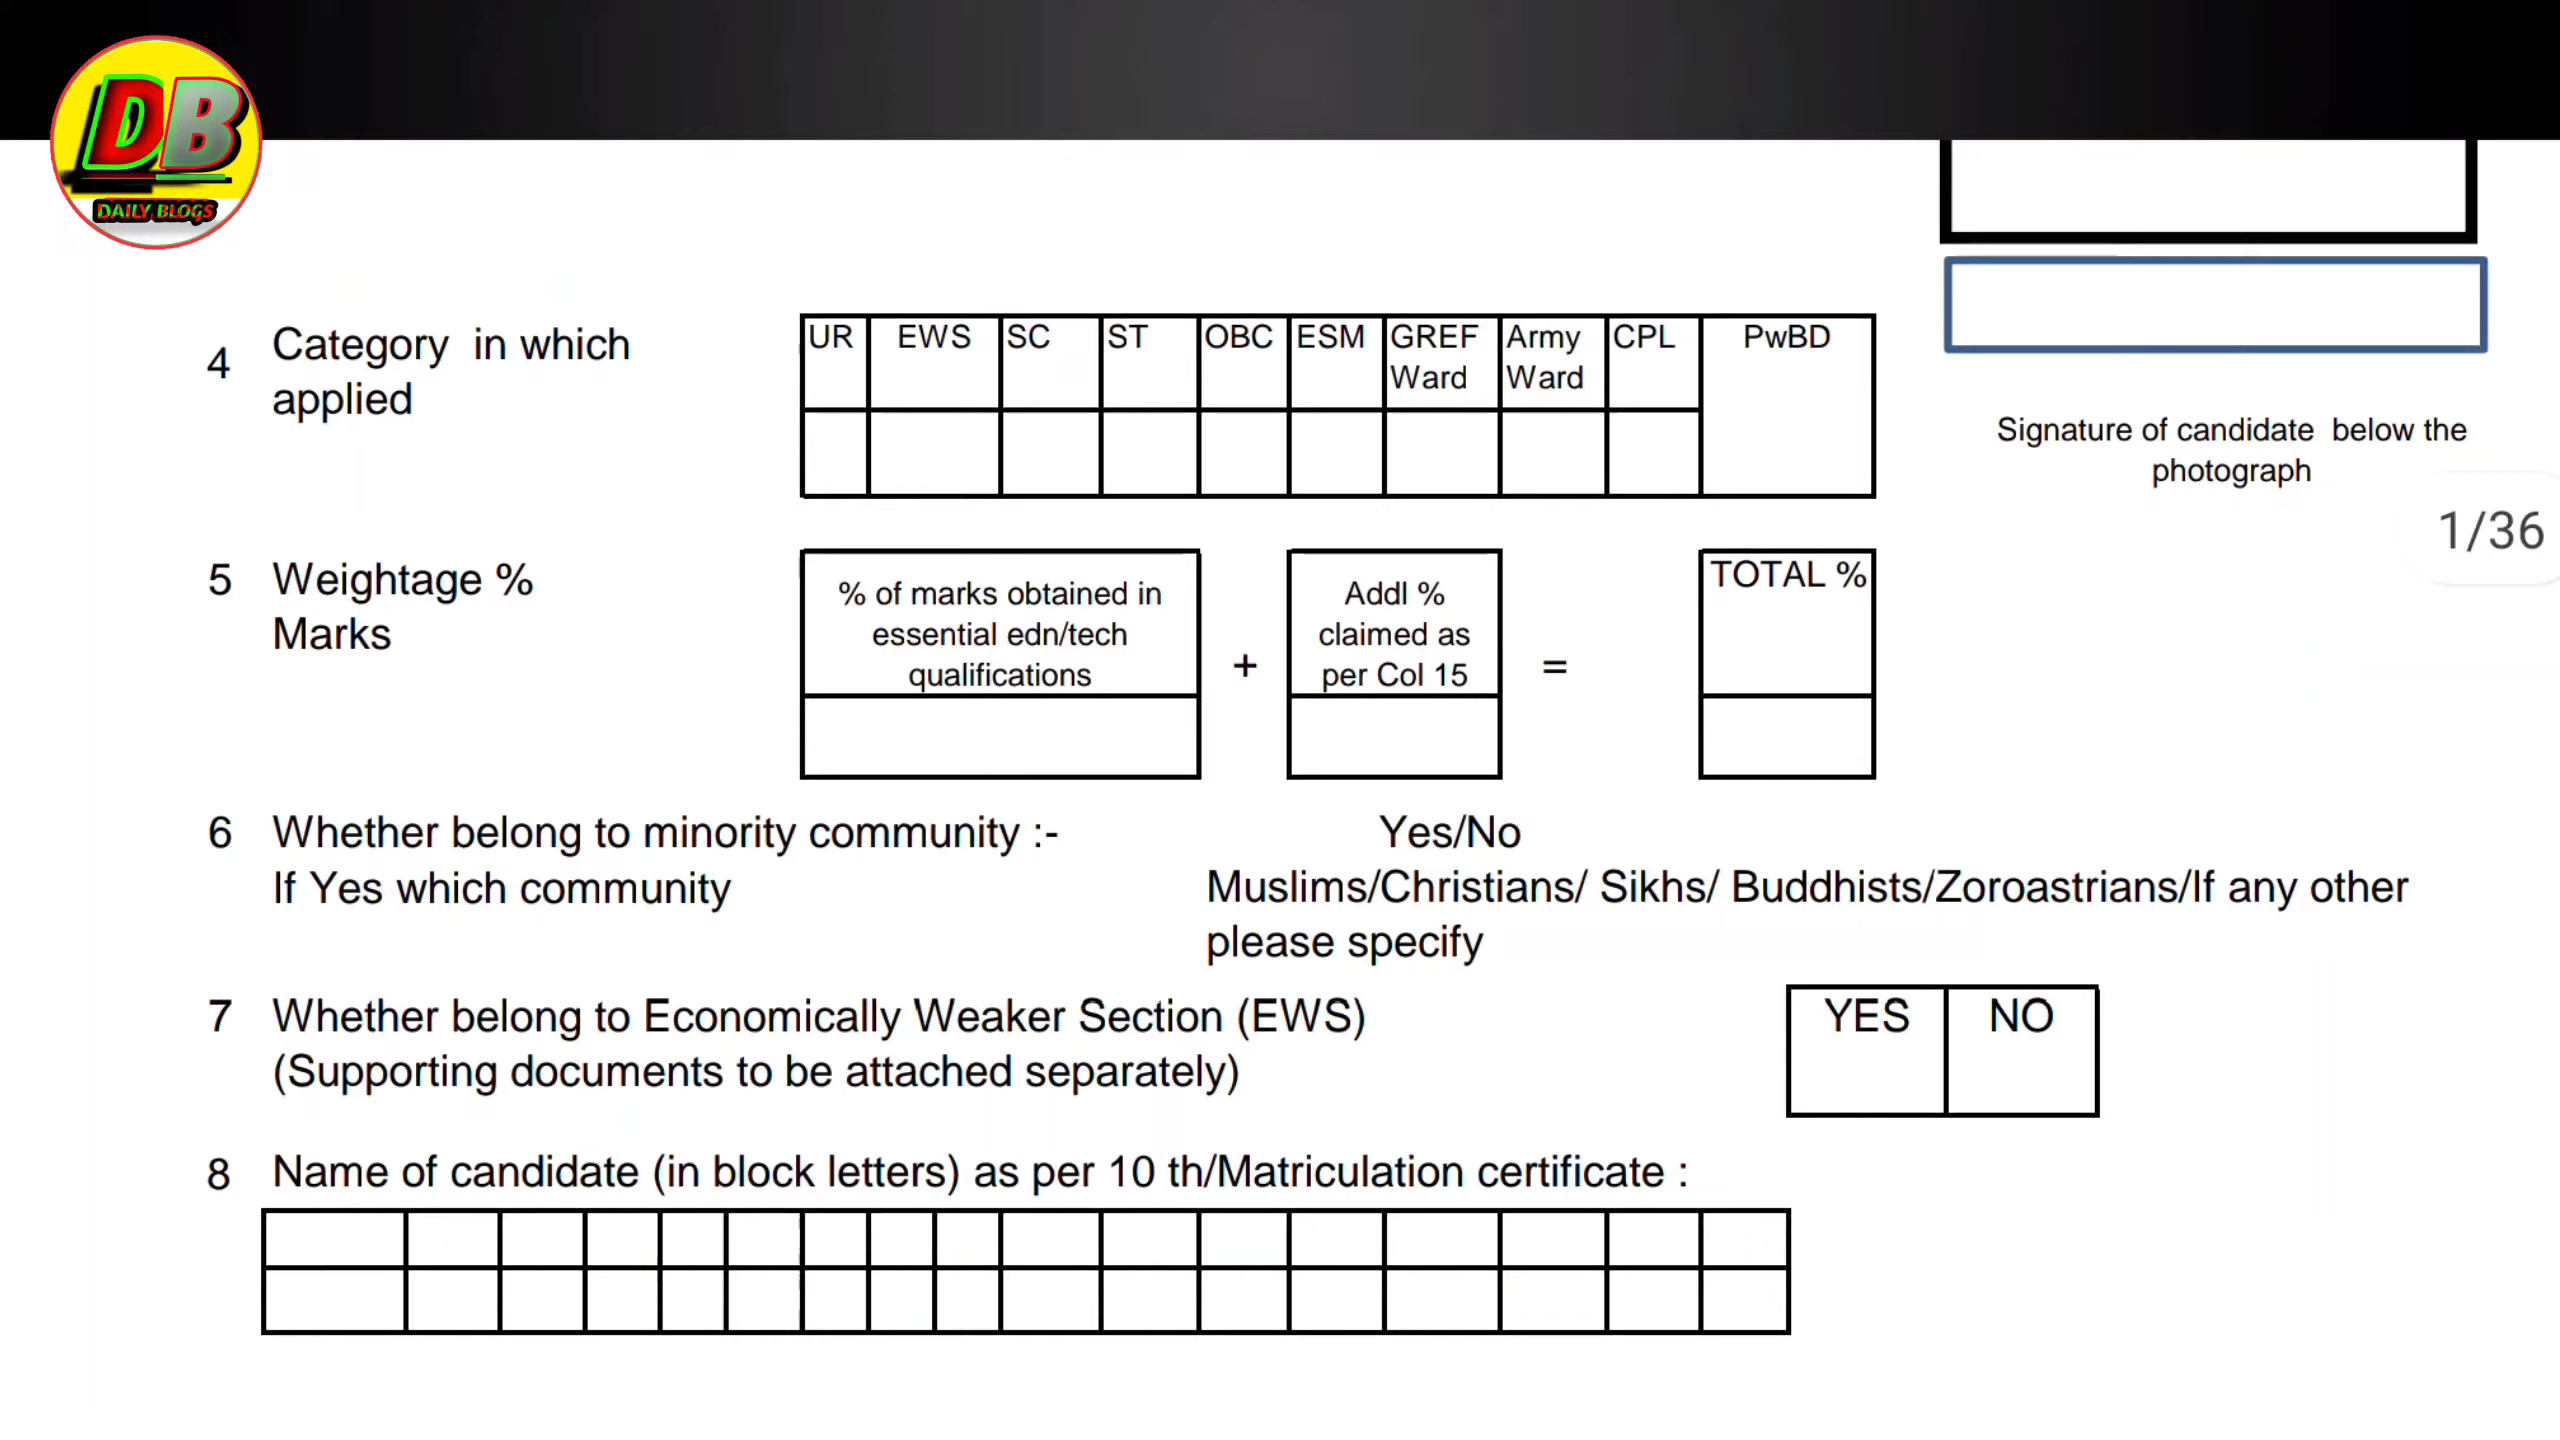 DB
DAILY BLOGS
4 Category in which
applied
UR EWS SC ST OBC ESM GREF Ward Army Ward CPL PwBD
Signature of candidate below the
photograph
1/36
5 Weightage %
Marks
% of marks obtained in
essential edn/tech
qualifications
+
Addl %
claimed as
per Col 15
=
TOTAL %
6 Whether belong to minority community :- Yes/No
If Yes which community Muslims/Christians/ Sikhs/ Buddhists/Zoroastrians/If any other
please specify
7 Whether belong to Economically Weaker Section (EWS) YES NO
(Supporting documents to be attached separately)
8 Name of candidate (in block letters) as per 10 th/Matriculation certificate :